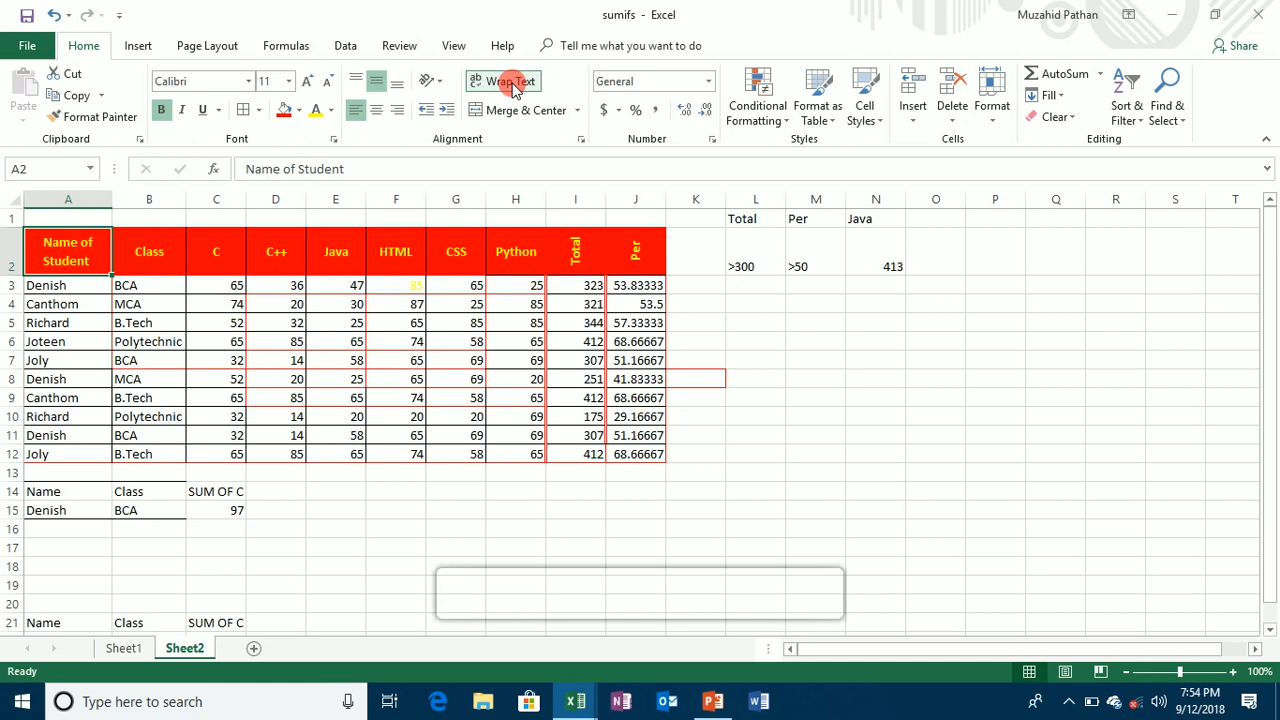 sumifs - Excel
Muzahid Pathan
File Home Insert Page Layout Formulas Data Review View Help Tell me what you want to do Share
Paste
Cut
Copy
Format Painter
Clipboard
Calibri 11
B I U
Font
Wrap Text
Merge & Center
Alignment
General
$ % ,
Number
Conditional Formatting
Format as Table
Cell Styles
Styles
Insert Delete Format
Cells
AutoSum
Fill
Clear
Sort & Filter
Find & Select
Editing
A2 fx Name of Student
A B C D E F G H I J K L M N O P Q R S T
1 Total Per Java
2 Name of Student Class C C++ Java HTML CSS Python Total Per >300 >50 413
3 Denish BCA 65 36 47 85 65 25 323 53.83333
4 Canthom MCA 74 20 30 87 25 85 321 53.5
5 Richard B.Tech 52 32 25 65 85 85 344 57.33333
6 Joteen Polytechnic 65 85 65 74 58 65 412 68.66667
7 Joly BCA 32 14 58 65 69 69 307 51.16667
8 Denish MCA 52 20 25 65 69 20 251 41.83333
9 Canthom B.Tech 65 85 65 74 58 65 412 68.66667
10 Richard Polytechnic 32 14 20 20 20 69 175 29.16667
11 Denish BCA 32 14 58 65 69 69 307 51.16667
12 Joly B.Tech 65 85 65 74 58 65 412 68.66667
13
14 Name Class SUM OF C
15 Denish BCA 97
16
17
18
19
20
21 Name Class SUM OF C
Sheet1 Sheet2
Ready
100%
Type here to search
7:54 PM
9/12/2018